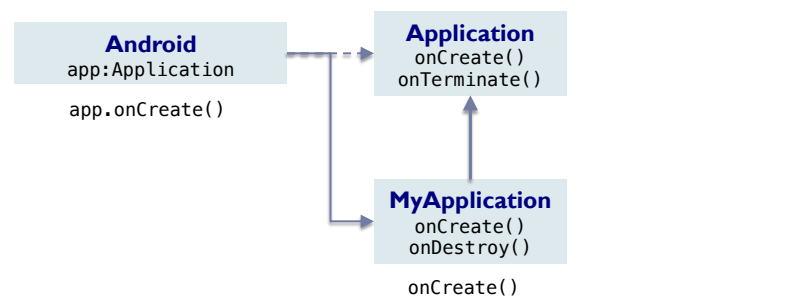 Android
app:Application
app.onCreate()
Application
onCreate()
onTerminate()
MyApplication
onCreate()
onDestroy()
onCreate()